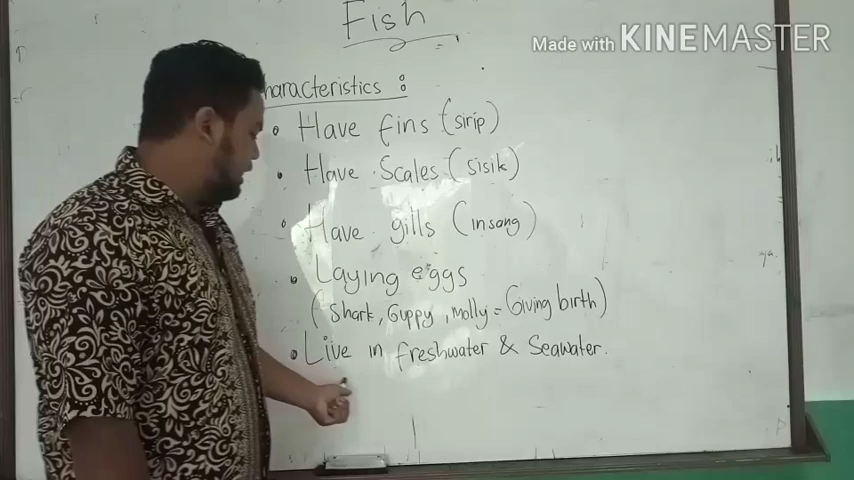 Fish
Made with KINEMASTER
haracteristics :
• Have fins (sirip)
• Have Scales (sisik)
• Have gills (insang)
• Laying eggs
(Shark, Guppy, Molly = Giving birth)
• Live in freshwater & Seawater.